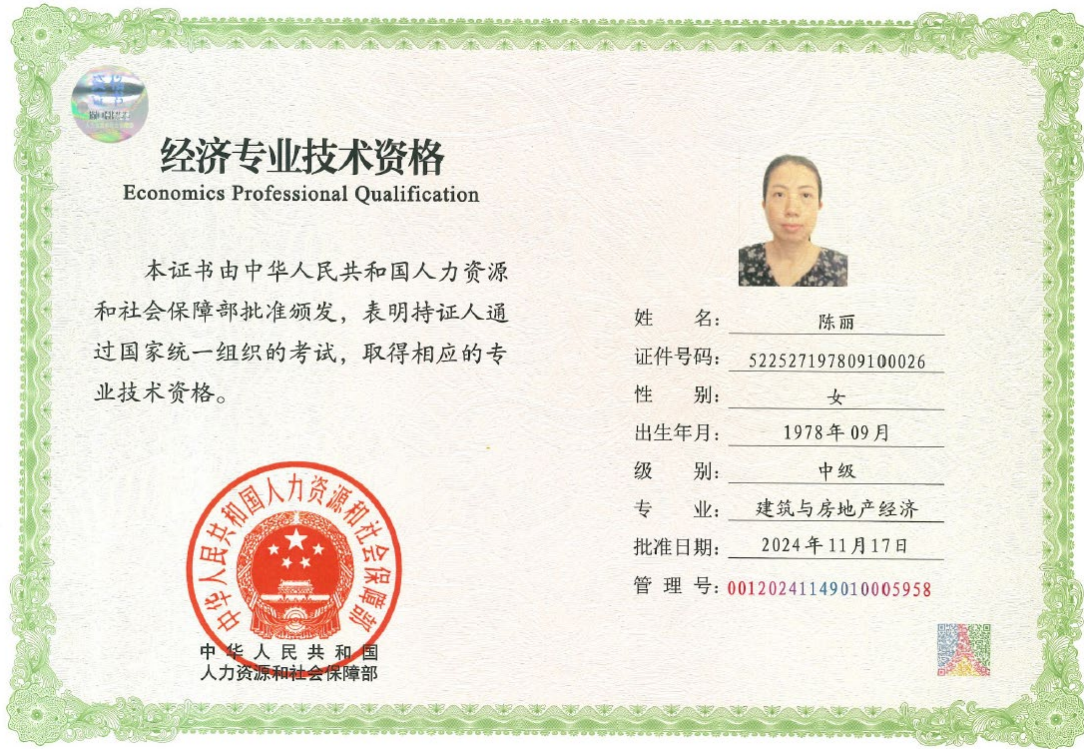 经济专业技术资格
Economics Professional Qualification
本证书由中华人民共和国人力资源
和社会保障部批准颁发，表明持证人通
过国家统一组织的考试，取得相应的专
业技术资格。
中华人民共和国人力资源和社会保障部
中华人民共和国
人力资源和社会保障部
姓名：陈丽
证件号码：522527197809100026
性别：女
出生年月：1978年09月
级别：中级
专业：建筑与房地产经济
批准日期：2024年11月17日
管理号：00120241149010005958